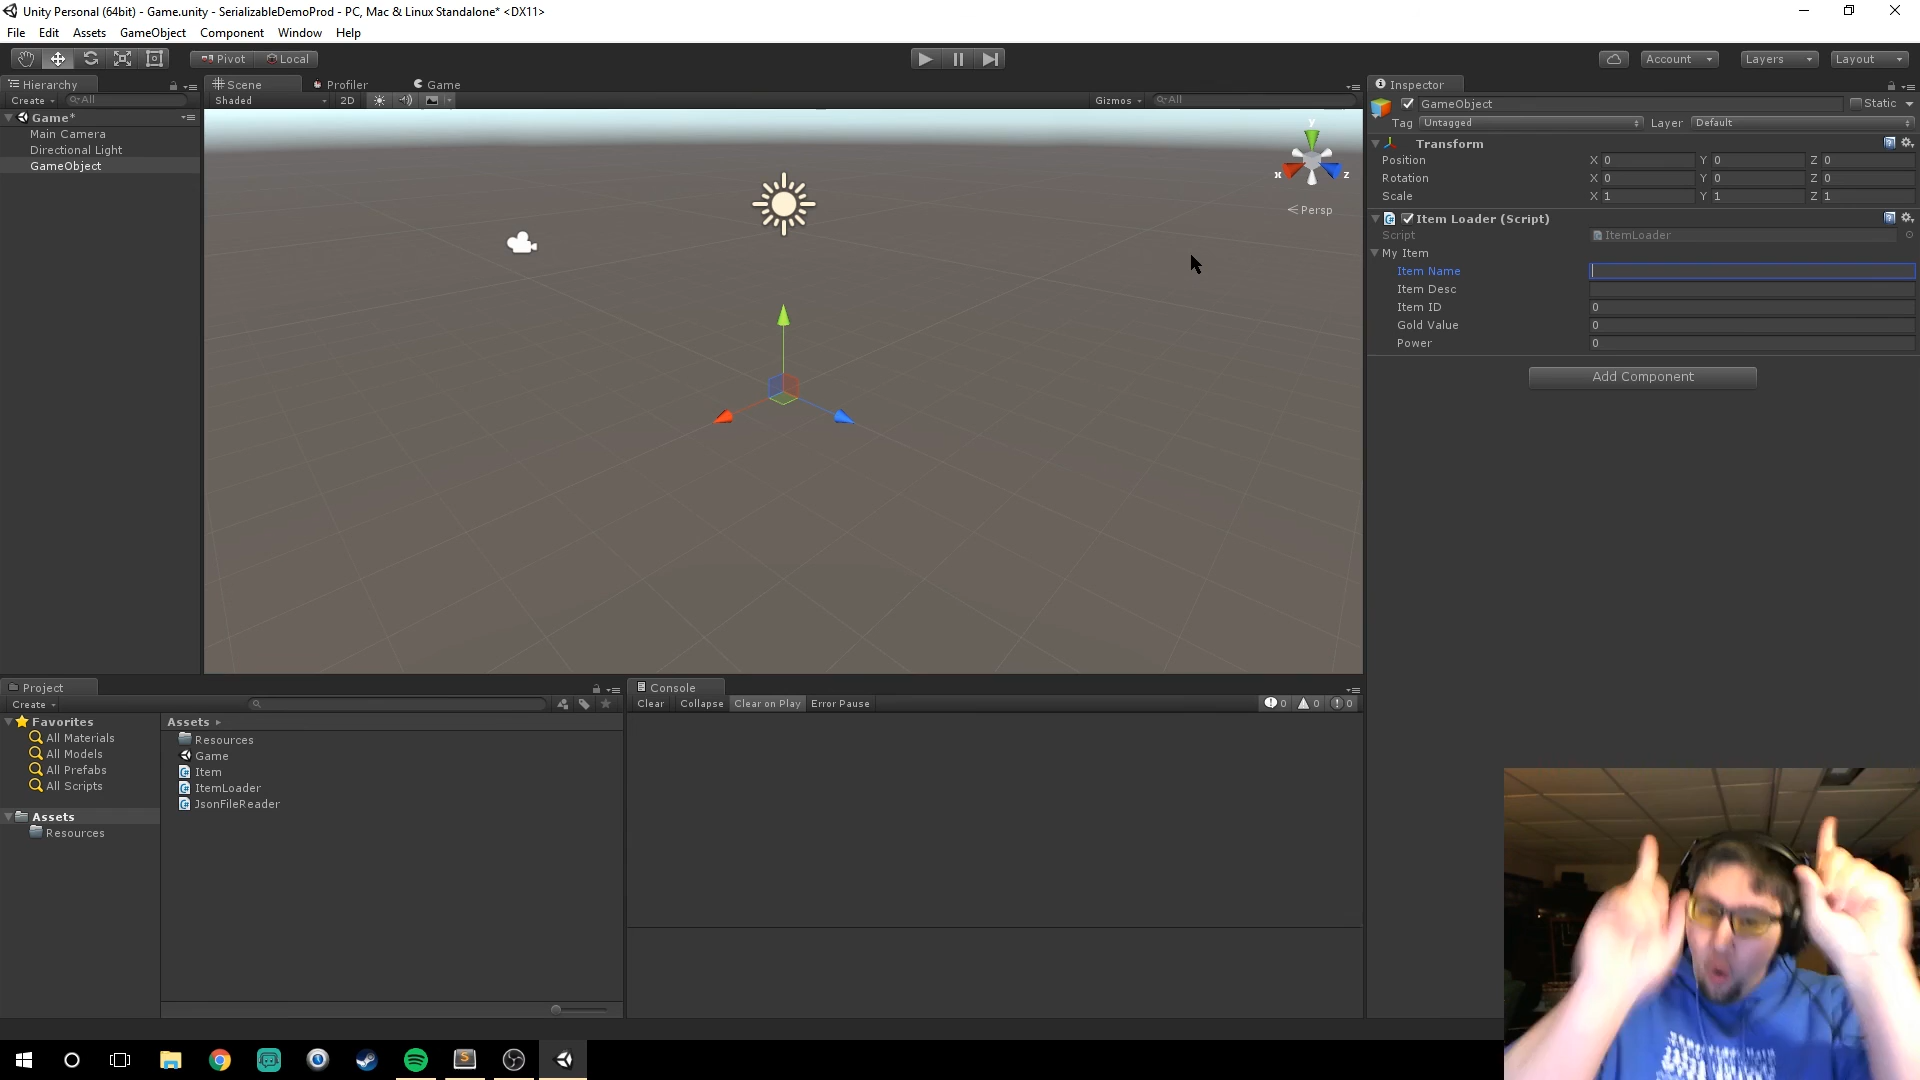 Unity Personal (64bit) - Game.unity - SerializableDemoProd - PC, Mac & Linux Standalone* <DX11>
File Edit Assets GameObject Component Window Help
Pivot Local Account Layers Layout
Hierarchy
Create All
Game*
Main Camera
Directional Light
GameObject
Scene Profiler Game
Shaded 2D Gizmos All
y
x z
Persp
Inspector
GameObject Static
Tag Untagged Layer Default
Transform
Position X 0 Y 0 Z 0
Rotation X 0 Y 0 Z 0
Scale X 1 Y 1 Z 1
Item Loader (Script)
Script ItemLoader
My Item
Item Name
Item Desc
Item ID 0
Gold Value 0
Power 0
Add Component
Project
Create
Favorites
All Materials
All Models
All Prefabs
All Scripts
Assets
Resources
Assets
Resources
Game
Item
ItemLoader
JsonFileReader
Console
Clear Collapse Clear on Play Error Pause 0 0 0